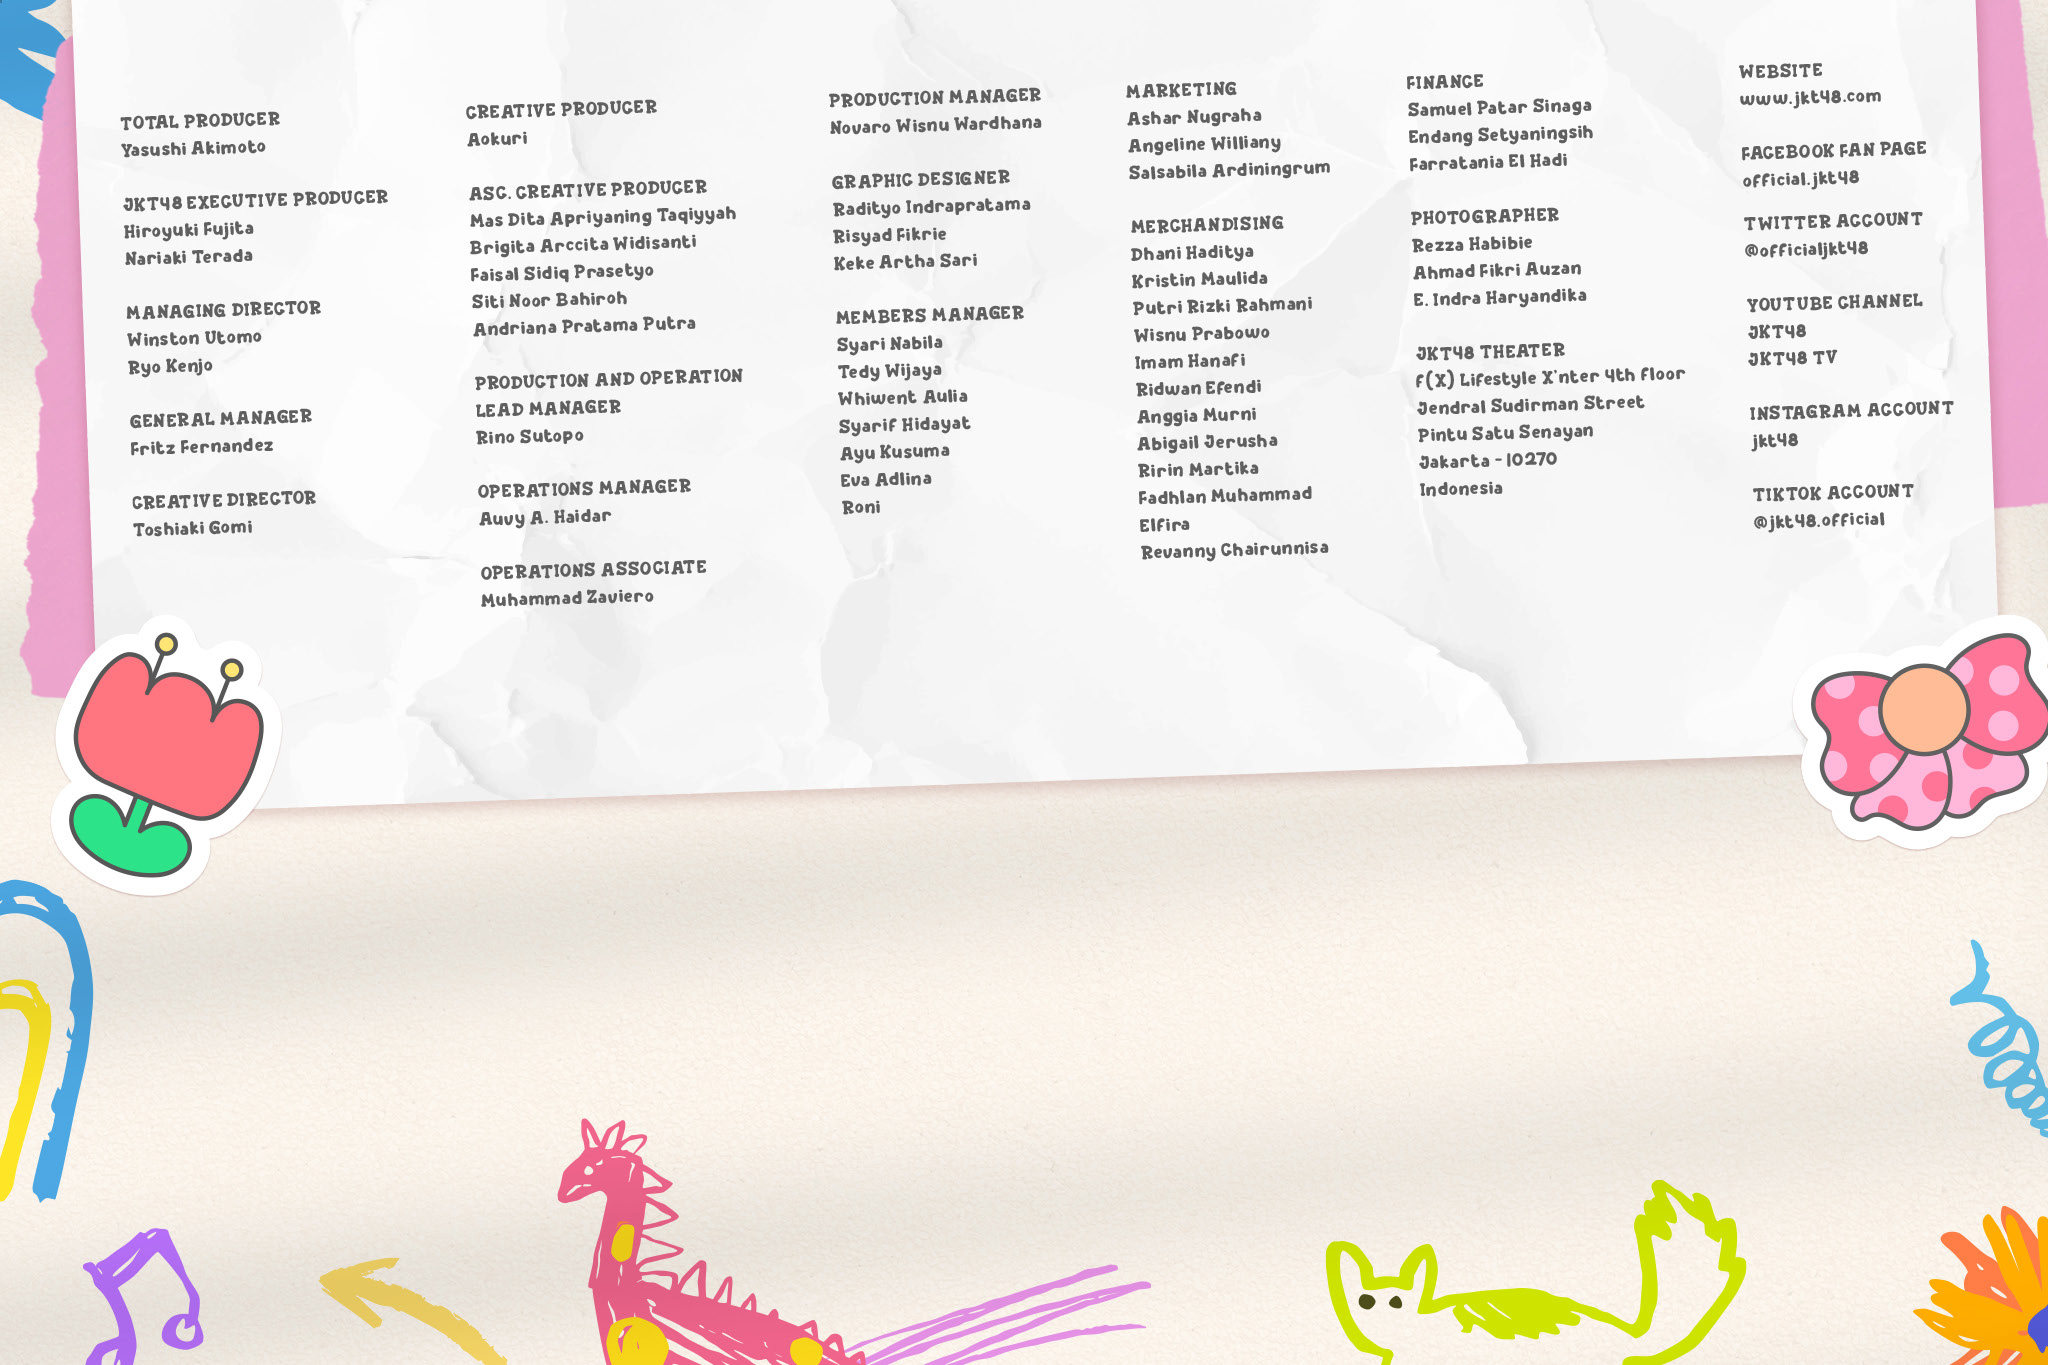 TOTAL PRODUCER
Yasushi Akimoto
JKT48 EXECUTIVE PRODUCER
Hiroyuki Fujita
Nariaki Terada
MANAGING DIRECTOR
Winston Utomo
Ryo Kenjo
GENERAL MANAGER
Fritz Fernandez
CREATIVE DIRECTOR
Toshiaki Gomi
CREATIVE PRODUCER
Aokuri
ASC. CREATIVE PRODUCER
Mas Dita Apriyaning Taqiyyah
Brigita Arccita Widisanti
Faisal Sidiq Prasetyo
Siti Noor Bahiroh
Andriana Pratama Putra
PRODUCTION AND OPERATION
LEAD MANAGER
Rino Sutopo
OPERATIONS MANAGER
Auvy A. Haidar
OPERATIONS ASSOCIATE
Muhammad Zaviero
PRODUCTION MANAGER
Novaro Wisnu Wardhana
GRAPHIC DESIGNER
Radityo Indrapratama
Risyad Fikrie
Keke Artha Sari
MEMBERS MANAGER
Syari Nabila
Tedy Wijaya
Whiwent Aulia
Syarif Hidayat
Ayu Kusuma
Eva Adlina
Roni
MARKETING
Ashar Nugraha
Angeline Williany
Salsabila Ardiningrum
MERCHANDISING
Dhani Haditya
Kristin Maulida
Putri Rizki Rahmani
Wisnu Prabowo
Imam Hanafi
Ridwan Efendi
Anggia Murni
Abigail Jerusha
Ririn Martika
Fadhlan Muhammad
Elfira
Revanny Chairunnisa
FINANCE
Samuel Patar Sinaga
Endang Setyaningsih
Farratania El Hadi
PHOTOGRAPHER
Rezza Habibie
Ahmad Fikri Auzan
E. Indra Haryandika
JKT48 THEATER
F(X) Lifestyle X'nter 4th Floor
Jendral Sudirman Street
Pintu Satu Senayan
Jakarta - 10270
Indonesia
WEBSITE
www.jkt48.com
FACEBOOK FAN PAGE
official.jkt48
TWITTER ACCOUNT
@officialjkt48
YOUTUBE CHANNEL
JKT48
JKT48 TV
INSTAGRAM ACCOUNT
jkt48
TIKTOK ACCOUNT
@jkt48.official